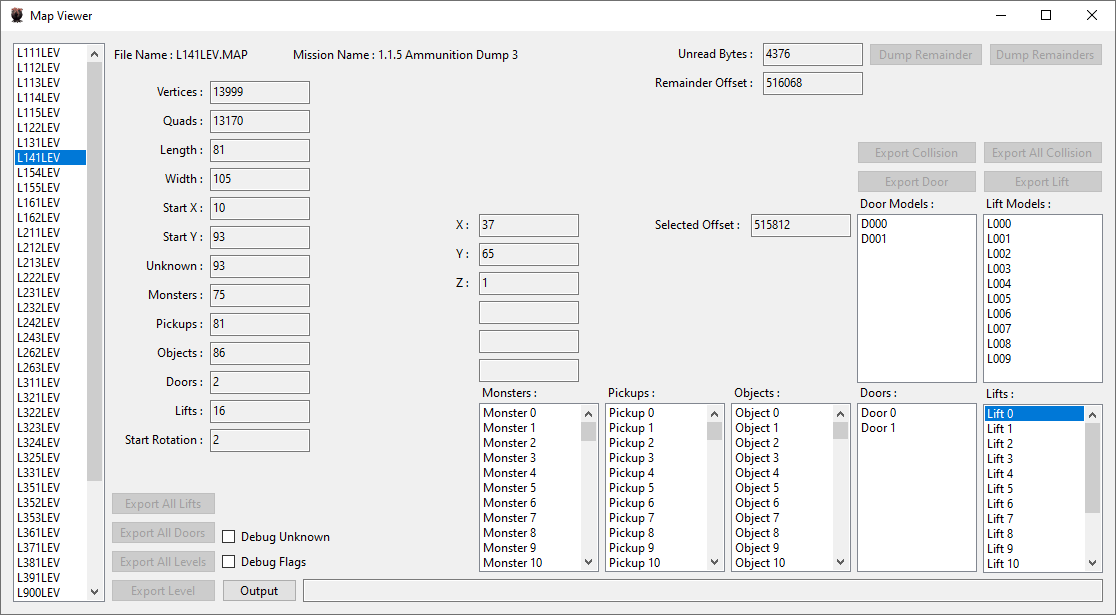 Map Viewer
L111LEV
L112LEV
L113LEV
L114LEV
L115LEV
L122LEV
L131LEV
L141LEV
L154LEV
L155LEV
L161LEV
L162LEV
L211LEV
L212LEV
L213LEV
L222LEV
L231LEV
L232LEV
L242LEV
L243LEV
L262LEV
L263LEV
L311LEV
L321LEV
L322LEV
L323LEV
L324LEV
L325LEV
L331LEV
L351LEV
L352LEV
L353LEV
L361LEV
L371LEV
L381LEV
L391LEV
L900LEV
File Name : L141LEV.MAP
Mission Name : 1.1.5 Ammunition Dump 3
Unread Bytes : 4376
Dump Remainder
Dump Remainders
Remainder Offset : 516068
Vertices : 13999
Quads : 13170
Length : 81
Width : 105
Start X : 10
Start Y : 93
Unknown : 93
Monsters : 75
Pickups : 81
Objects : 86
Doors : 2
Lifts : 16
Start Rotation : 2
X : 37
Y : 65
Z : 1
Selected Offset : 515812
Export Collision
Export All Collision
Export Door
Export Lift
Door Models :
D000
D001
Lift Models :
L000
L001
L002
L003
L004
L005
L006
L007
L008
L009
Monsters :
Monster 0
Monster 1
Monster 2
Monster 3
Monster 4
Monster 5
Monster 6
Monster 7
Monster 8
Monster 9
Monster 10
Pickups :
Pickup 0
Pickup 1
Pickup 2
Pickup 3
Pickup 4
Pickup 5
Pickup 6
Pickup 7
Pickup 8
Pickup 9
Pickup 10
Objects :
Object 0
Object 1
Object 2
Object 3
Object 4
Object 5
Object 6
Object 7
Object 8
Object 9
Object 10
Doors :
Door 0
Door 1
Lifts :
Lift 0
Lift 1
Lift 2
Lift 3
Lift 4
Lift 5
Lift 6
Lift 7
Lift 8
Lift 9
Lift 10
Export All Lifts
Export All Doors
Debug Unknown
Export All Levels
Debug Flags
Export Level
Output